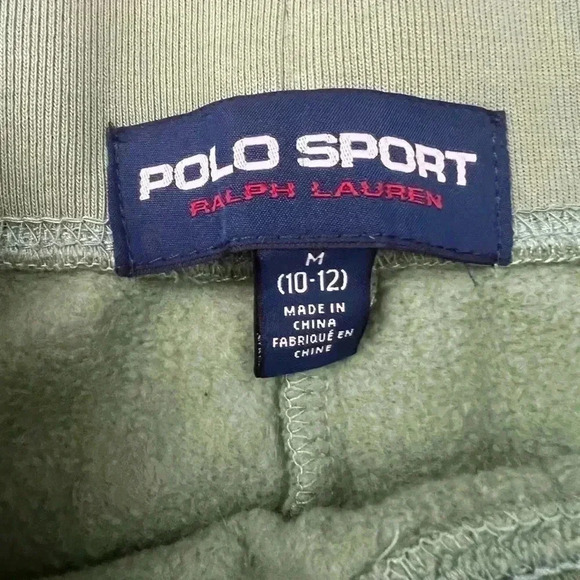 POLO SPORT
RALPH LAUREN
M
(10-12)
MADE IN
CHINA
FABRIQUÉ EN
CHINE